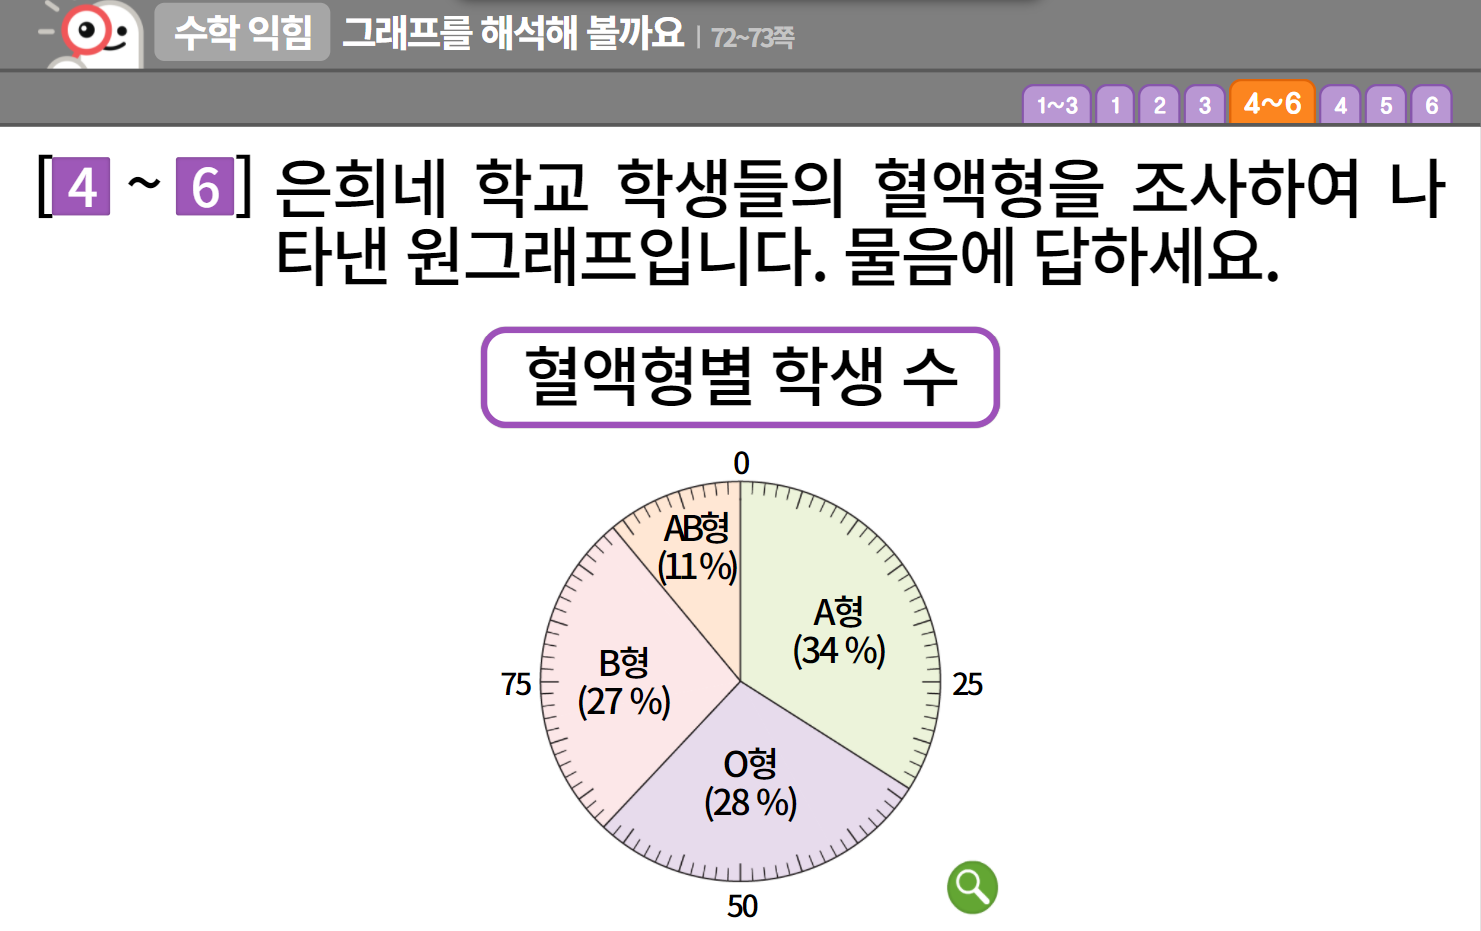 수학 익힘 그래프를 해석해 볼까요 | 72~73쪽
1~3 1 2 3 4~6 4 5 6
[4 ~ 6] 은희네 학교 학생들의 혈액형을 조사하여 나
타낸 원그래프입니다. 물음에 답하세요.
혈액형별 학생 수
0
AB형
(11%)
A형
(34 %)
B형
(27 %)
75
25
O형
(28 %)
50